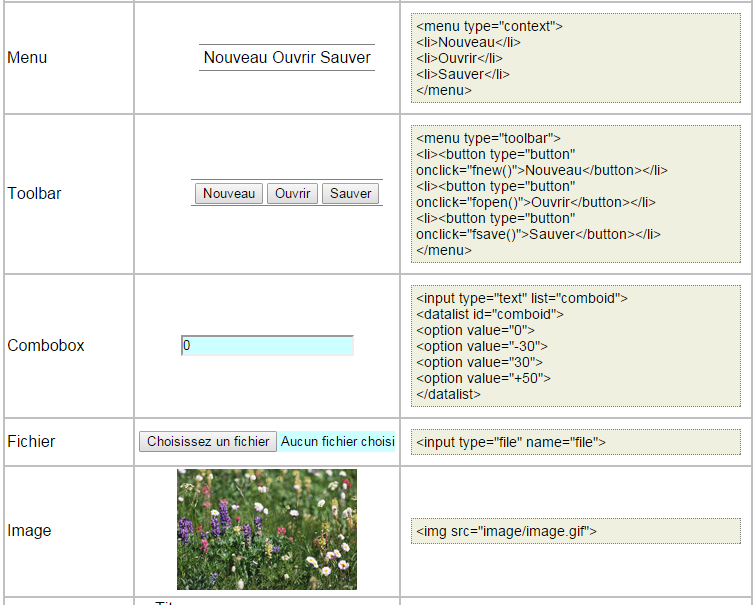 Menu
Nouveau Ouvrir Sauver
<menu type="context">
<li>Nouveau</li>
<li>Ouvrir</li>
<li>Sauver</li>
</menu>
Toolbar
Nouveau Ouvrir Sauver
<menu type="toolbar">
<li><button type="button"
onclick="fnew()">Nouveau</button></li>
<li><button type="button"
onclick="fopen()">Ouvrir</button></li>
<li><button type="button"
onclick="fsave()">Sauver</button></li>
</menu>
Combobox
0
<input type="text" list="comboid">
<datalist id="comboid">
<option value="0">
<option value="-30">
<option value="30">
<option value="+50">
</datalist>
Fichier
Choisissez un fichier Aucun fichier choisi
<input type="file" name="file">
Image
<img src="image/image.gif">